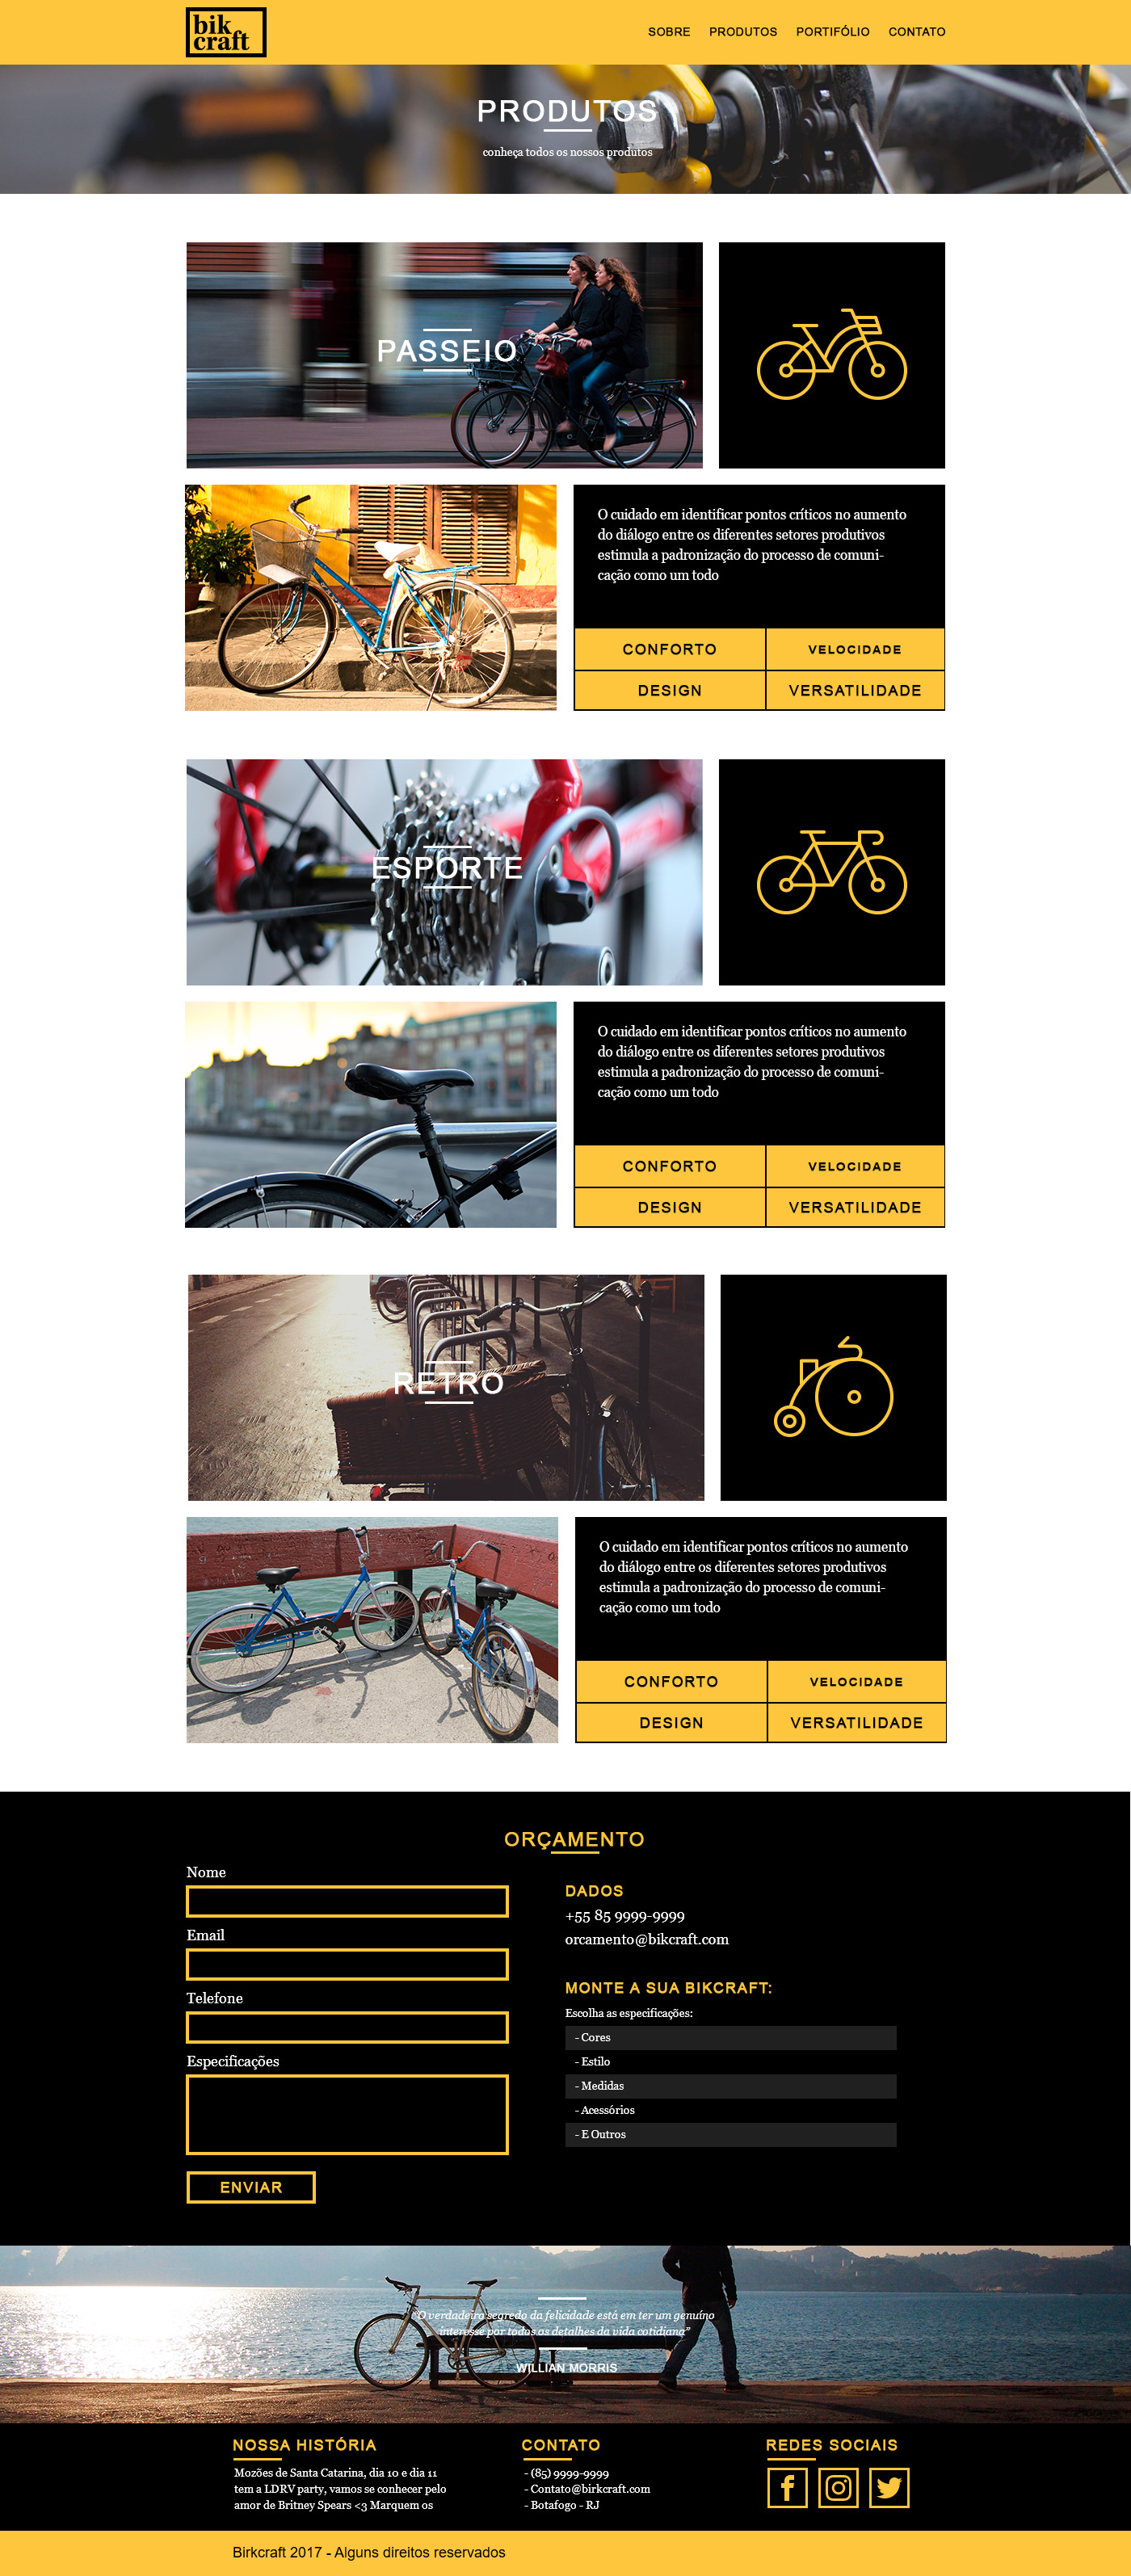 bik
craft
SOBRE PRODUTOS PORTIFÓLIO CONTATO
PRODUTOS
conheça todos os nossos produtos
PASSEIO
O cuidado em identificar pontos críticos no aumento
do diálogo entre os diferentes setores produtivos
estimula a padronização do processo de comuni-
cação como um todo
CONFORTO VELOCIDADE
DESIGN VERSATILIDADE
ESPORTE
O cuidado em identificar pontos críticos no aumento
do diálogo entre os diferentes setores produtivos
estimula a padronização do processo de comuni-
cação como um todo
CONFORTO VELOCIDADE
DESIGN VERSATILIDADE
RETRO
O cuidado em identificar pontos críticos no aumento
do diálogo entre os diferentes setores produtivos
estimula a padronização do processo de comuni-
cação como um todo
CONFORTO VELOCIDADE
DESIGN VERSATILIDADE
ORÇAMENTO
Nome
Email
Telefone
Especificações
ENVIAR
DADOS
+55 85 9999-9999
orcamento@bikcraft.com
MONTE A SUA BIKCRAFT:
Escolha as especificações:
- Cores
- Estilo
- Medidas
- Acessórios
- E Outros
"O verdadeiro segredo da felicidade está em ter um genuíno
interesse por todos os detalhes da vida cotidiana"
WILLIAN MORRIS
NOSSA HISTÓRIA
Mozões de Santa Catarina, dia 10 e dia 11
tem a LDRV party, vamos se conhecer pelo
amor de Britney Spears <3 Marquem os
CONTATO
- (85) 9999-9999
- Contato@birkcraft.com
- Botafogo - RJ
REDES SOCIAIS
Birkcraft 2017 - Alguns direitos reservados